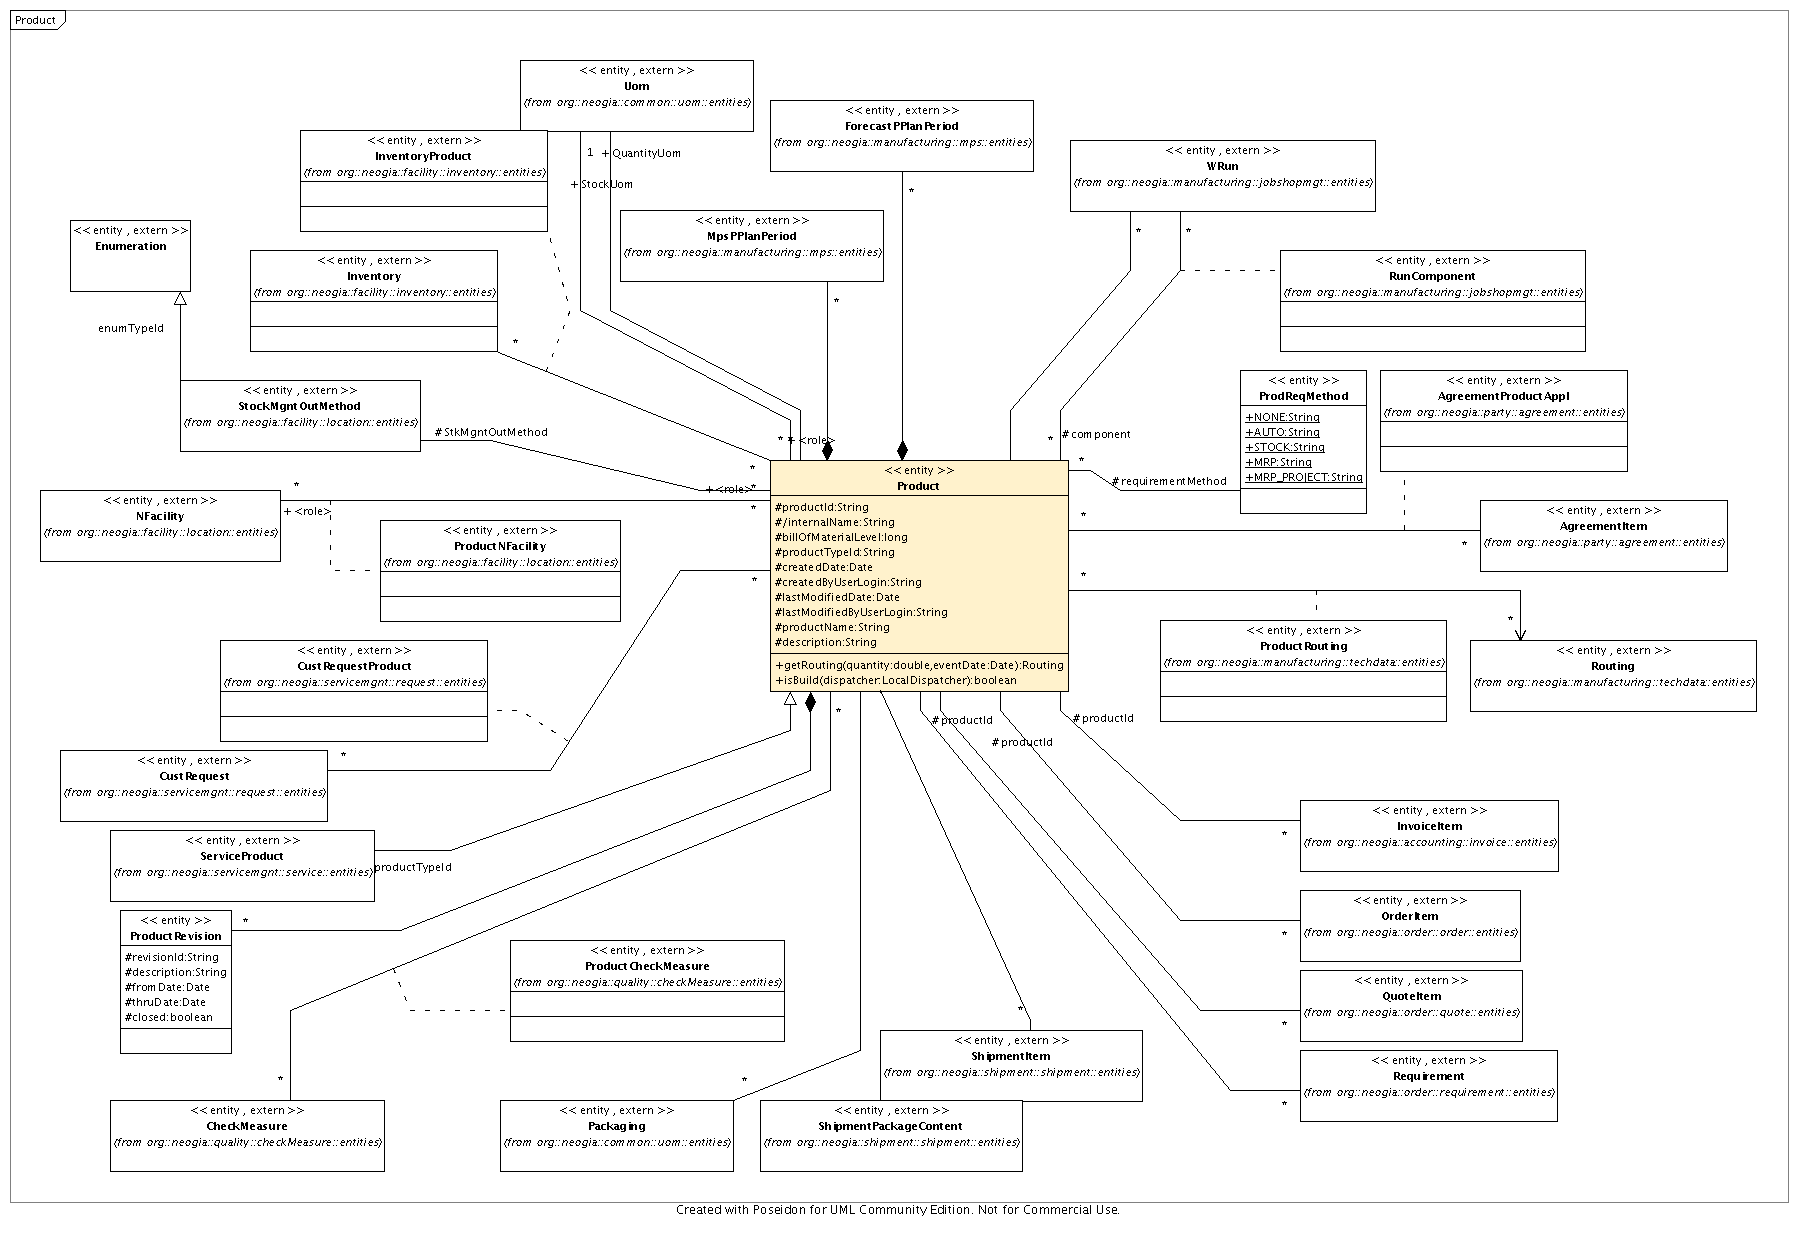 Product
<< entity , extern >>
Uom
(from org::neogia::common::uom::entities)
<< entity , extern >>
ForecastPPlanPeriod
(from org::neogia::manufacturing::mps::entities)
<< entity , extern >>
InventoryProduct
(from org::neogia::facility::inventory::entities)
1 +QuantityUom
+StockUom
*
<< entity , extern >>
WRun
(from org::neogia::manufacturing::jobshopmgt::entities)
* *
<< entity , extern >>
MpsPPlanPeriod
(from org::neogia::manufacturing::mps::entities)
*
<< entity , extern >>
Enumeration
enumTypeId
<< entity , extern >>
Inventory
(from org::neogia::facility::inventory::entities)
*
<< entity , extern >>
RunComponent
(from org::neogia::manufacturing::jobshopmgt::entities)
<< entity , extern >>
StockMgntOutMethod
(from org::neogia::facility::location::entities)
#StkMgntOutMethod
* * + <role>
*
+ <role> *
* #component
*
#requirementMethod
<< entity >>
ProdReqMethod
+NONE:String
+AUTO:String
+STOCK:String
+MRP:String
+MRP_PROJECT:String
<< entity , extern >>
AgreementProductAppl
(from org::neogia::party::agreement::entities)
<< entity >>
Product
#productId:String
#/internalName:String
#billOfMaterialLevel:long
#productTypeId:String
#createdDate:Date
#createdByUserLogin:String
#lastModifiedDate:Date
#lastModifiedByUserLogin:String
#productName:String
#description:String
+getRouting(quantity:double,eventDate:Date):Routing
+isBuild(dispatcher:LocalDispatcher):boolean
*
<< entity , extern >>
NFacility
(from org::neogia::facility::location::entities)
+ <role>
*
<< entity , extern >>
ProductNFacility
(from org::neogia::facility::location::entities)
*
* *
<< entity , extern >>
AgreementItem
(from org::neogia::party::agreement::entities)
* *
<< entity , extern >>
ProductRouting
(from org::neogia::manufacturing::techdata::entities)
<< entity , extern >>
Routing
(from org::neogia::manufacturing::techdata::entities)
<< entity , extern >>
CustRequestProduct
(from org::neogia::servicemgnt::request::entities)
*
<< entity , extern >>
CustRequest
(from org::neogia::servicemgnt::request::entities)
*
#productId
#productId
#productId
<< entity , extern >>
ServiceProduct
(from org::neogia::servicemgnt::service::entities)
productTypeId
<< entity , extern >>
InvoiceItem
(from org::neogia::accounting::invoice::entities)
*
<< entity >>
ProductRevision
#revisionId:String
#description:String
#fromDate:Date
#thruDate:Date
#closed:boolean
*
<< entity , extern >>
OrderItem
(from org::neogia::order::order::entities)
*
<< entity , extern >>
ProductCheckMeasure
(from org::neogia::quality::checkMeasure::entities)
<< entity , extern >>
QuoteItem
(from org::neogia::order::quote::entities)
*
*
<< entity , extern >>
ShipmentItem
(from org::neogia::shipment::shipment::entities)
<< entity , extern >>
Requirement
(from org::neogia::order::requirement::entities)
*
*
<< entity , extern >>
CheckMeasure
(from org::neogia::quality::checkMeasure::entities)
*
<< entity , extern >>
Packaging
(from org::neogia::common::uom::entities)
<< entity , extern >>
ShipmentPackageContent
(from org::neogia::shipment::shipment::entities)
Created with Poseidon for UML Community Edition. Not for Commercial Use.